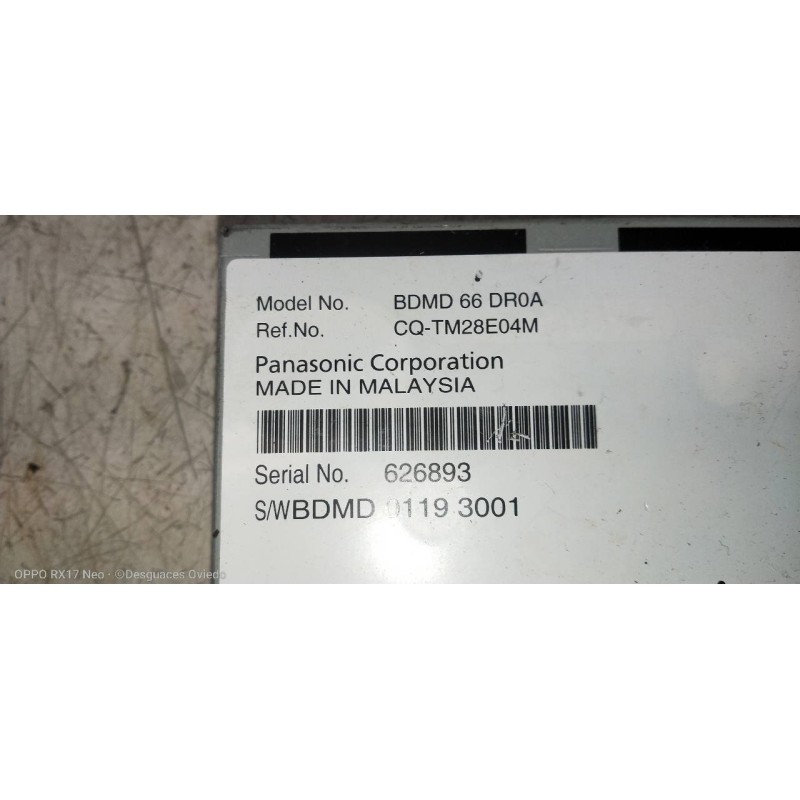 Model No. BDMD 66 DR0A
Ref.No. CQ-TM28E04M
Panasonic Corporation
MADE IN MALAYSIA
Serial No. 626893
S/WBDMD 0119 3001
OPPO RX17 Neo · ©Desguaces Oviedo